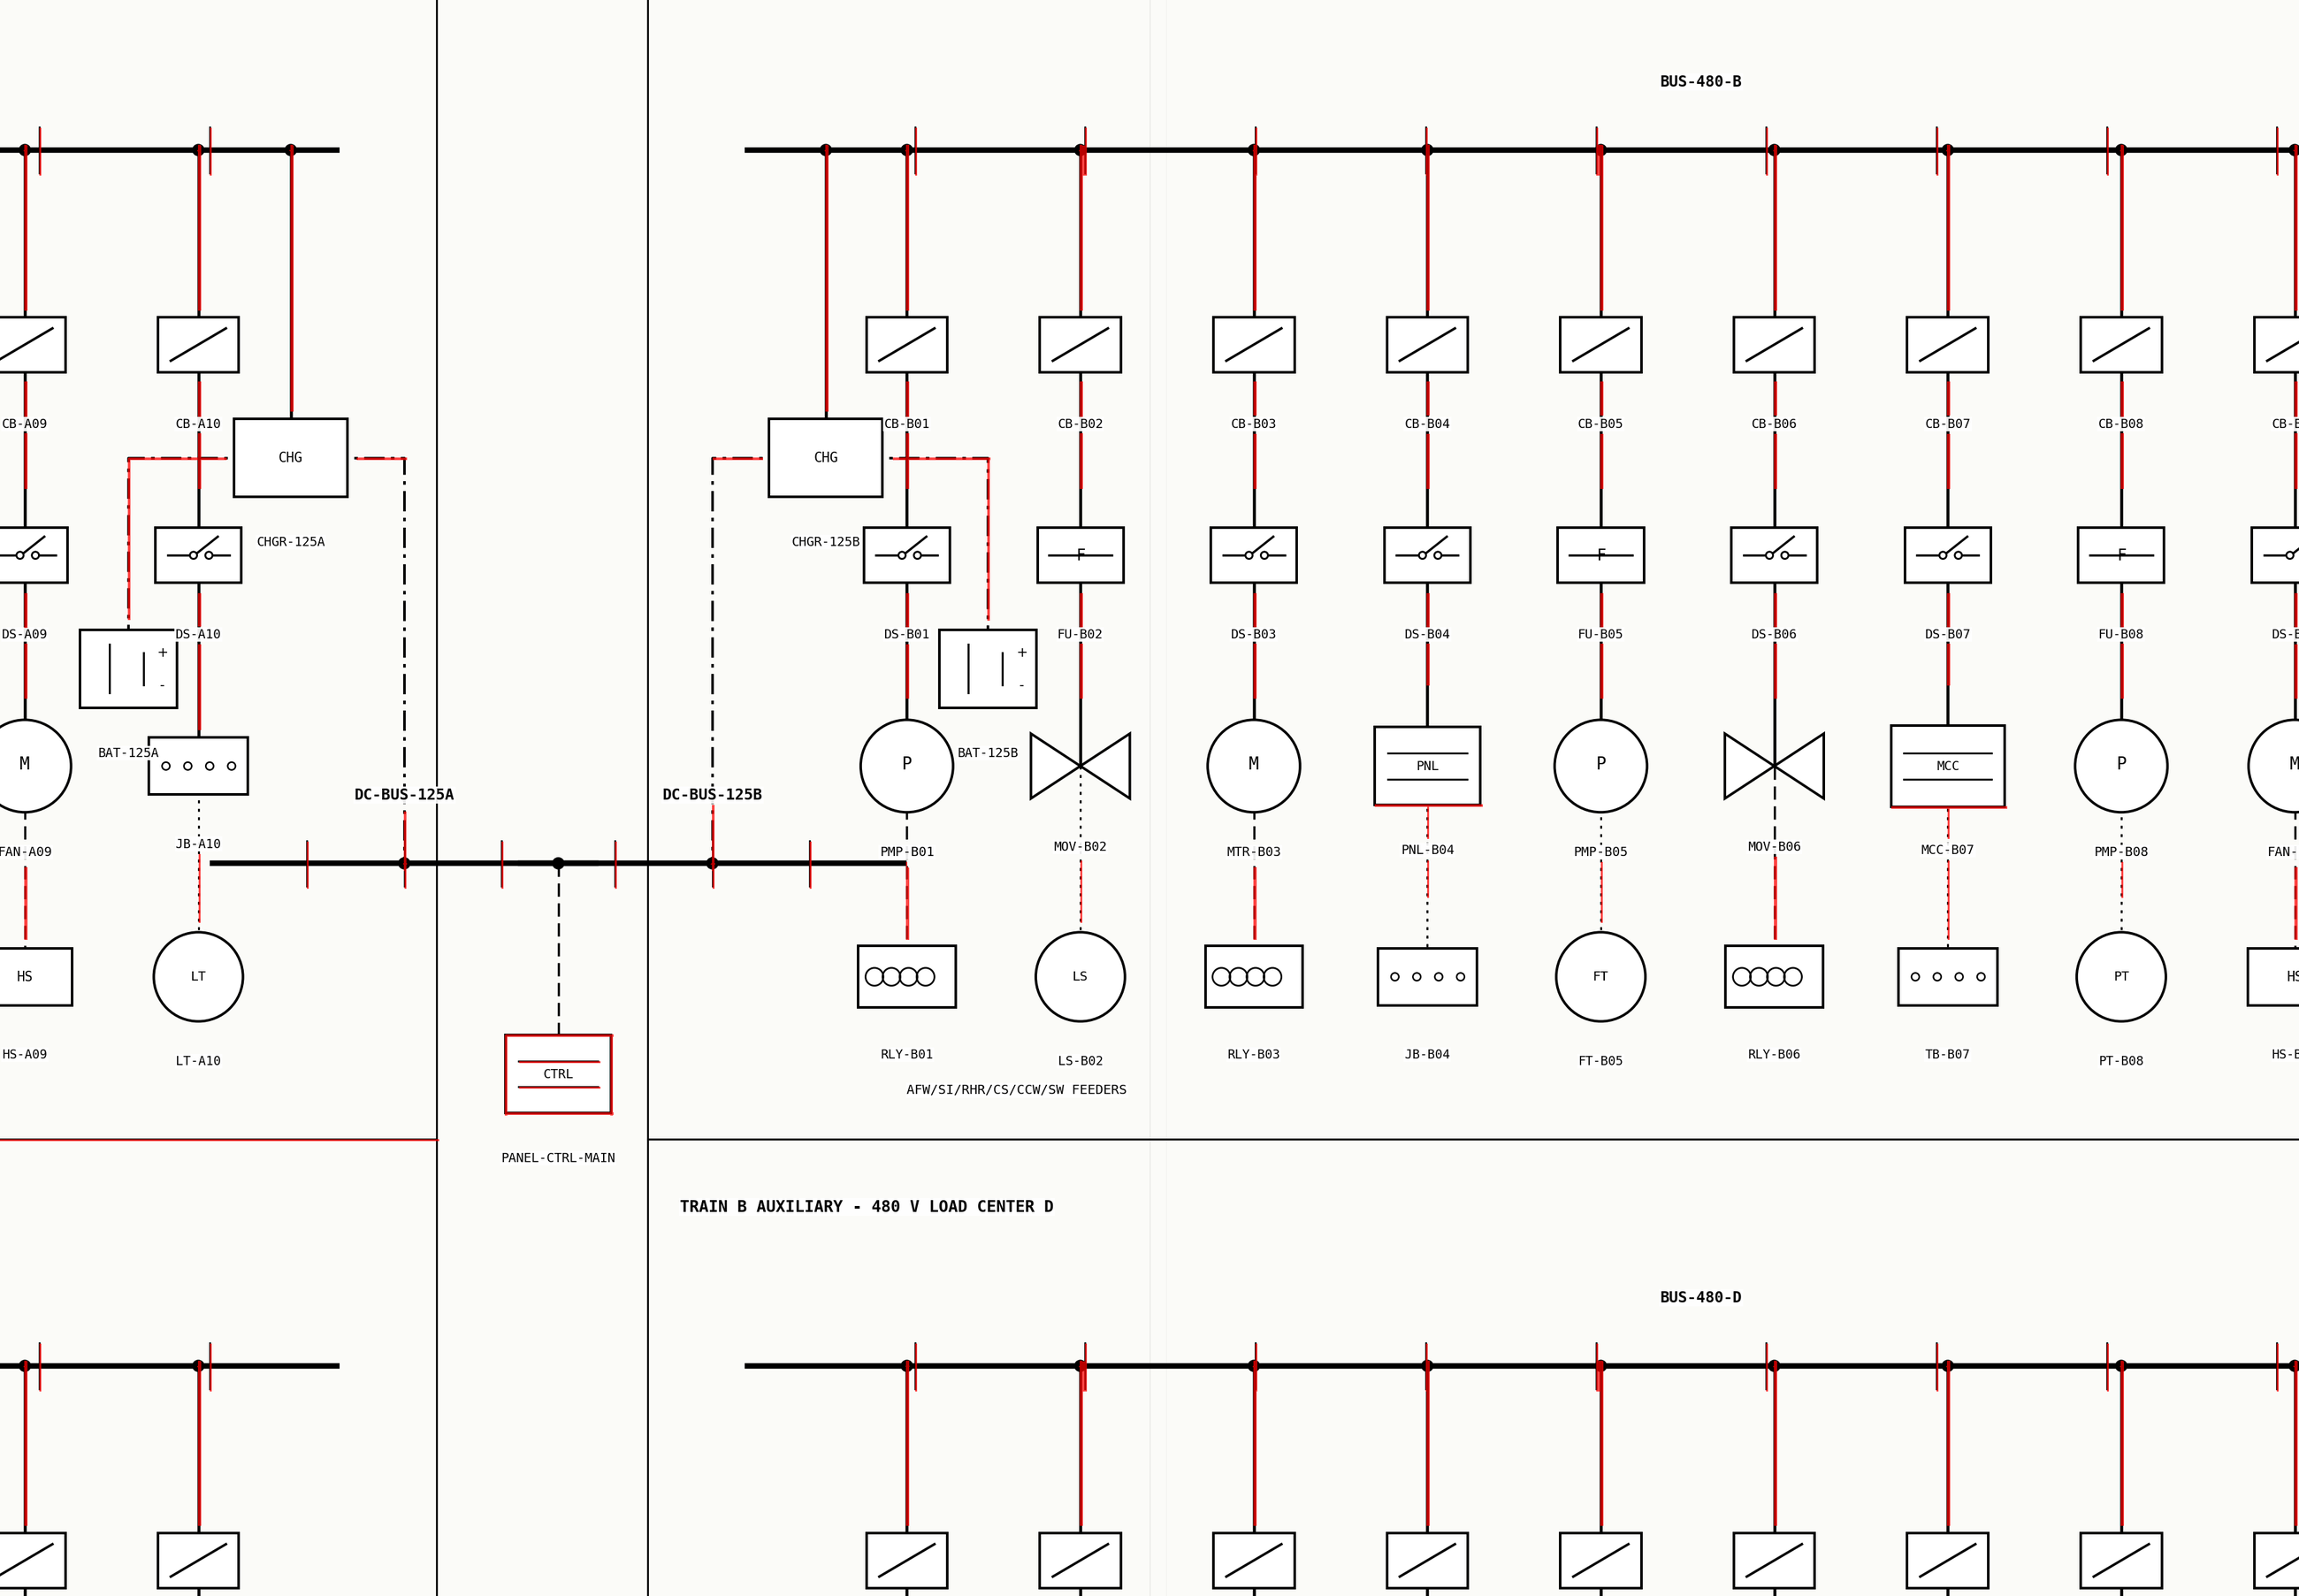 BUS-480-B
CB-A09
CB-A10
CB-B01
CB-B02
CB-B03
CB-B04
CB-B05
CB-B06
CB-B07
CB-B08
CHG
CHG
CHGR-125A
CHGR-125B
F
F
F
DS-A09
DS-A10
DS-B01
FU-B02
DS-B03
DS-B04
FU-B05
DS-B06
DS-B07
FU-B08
+
-
+
-
BAT-125A
BAT-125B
M
P
M
PNL
P
MCC
P
M
DC-BUS-125A
DC-BUS-125B
FAN-A09
JB-A10
PMP-B01
MOV-B02
MTR-B03
PNL-B04
PMP-B05
MOV-B06
MCC-B07
PMP-B08
FAN-
HS
LT
LS
FT
PT
HS
HS-A09
LT-A10
RLY-B01
LS-B02
RLY-B03
JB-B04
FT-B05
RLY-B06
TB-B07
PT-B08
CTRL
AFW/SI/RHR/CS/CCW/SW FEEDERS
PANEL-CTRL-MAIN
TRAIN B AUXILIARY - 480 V LOAD CENTER D
BUS-480-D